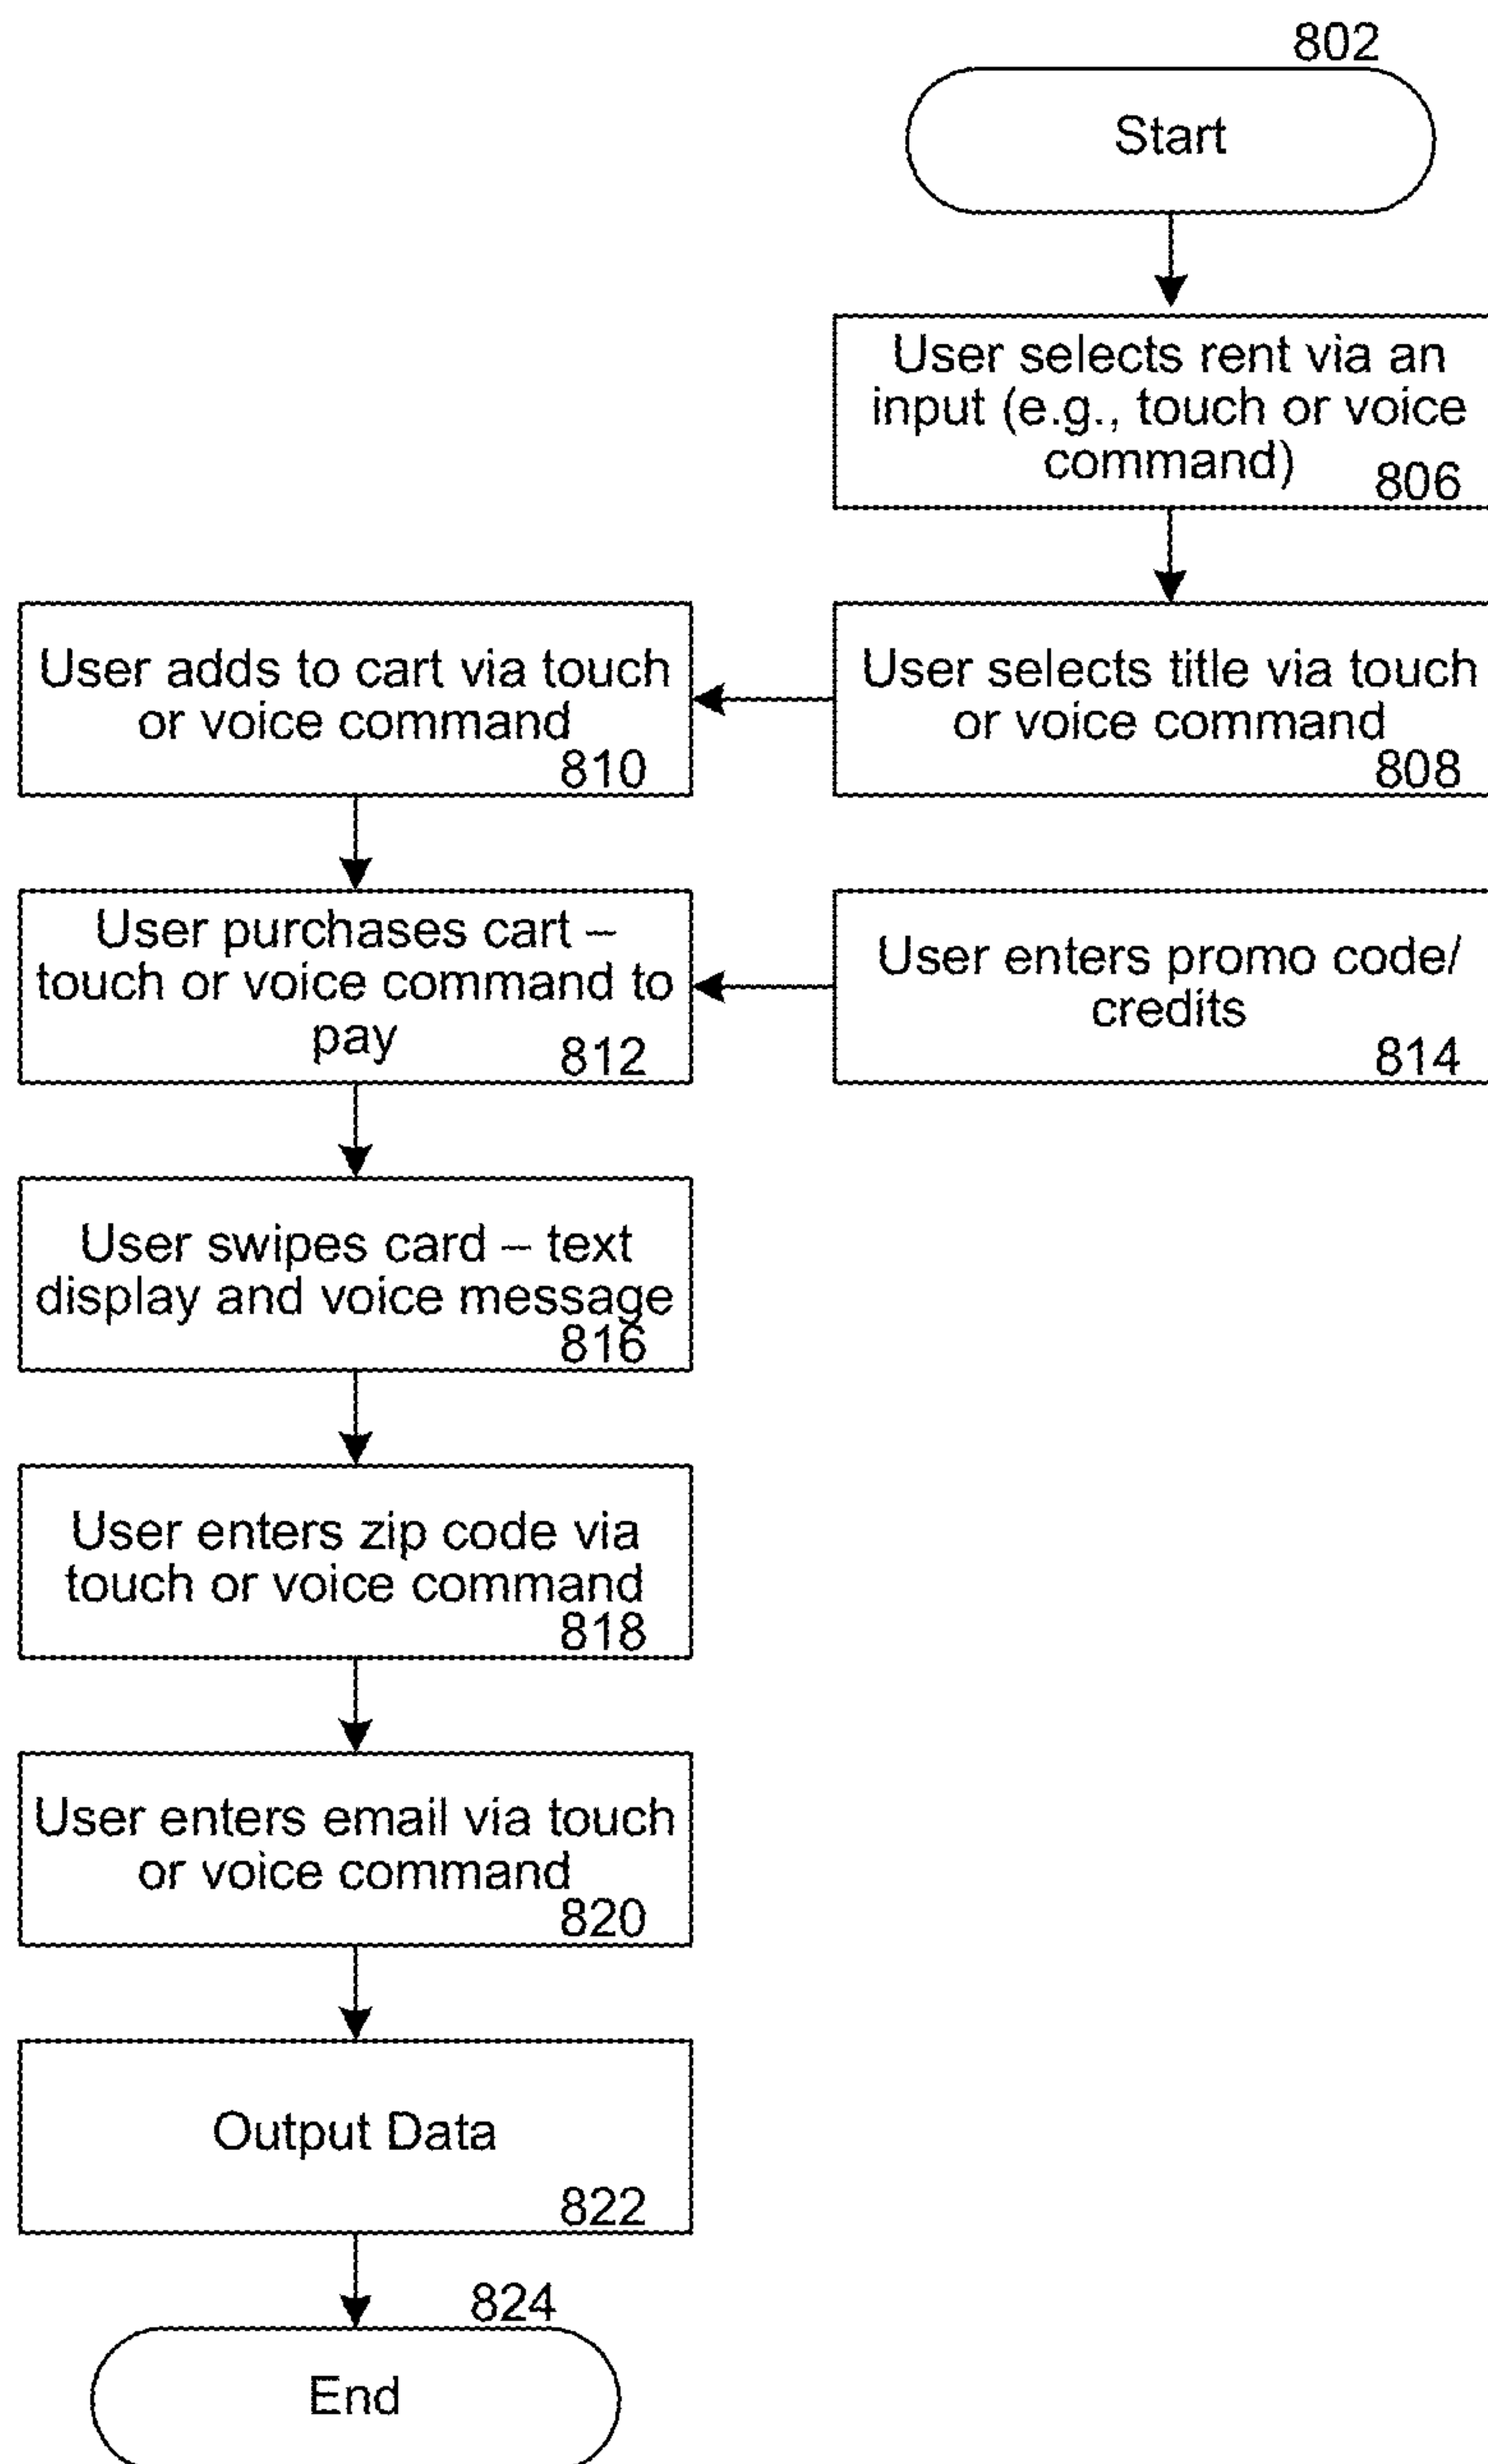 802
Start
User selects rent via an
input (e.g., touch or voice
command)
806
User selects title via touch
or voice command
808
User adds to cart via touch
or voice command
810
User purchases cart –
touch or voice command to
pay
812
User enters promo code/
credits
814
User swipes card – text
display and voice message
816
User enters zip code via
touch or voice command
818
User enters email via touch
or voice command
820
Output Data
822
824
End